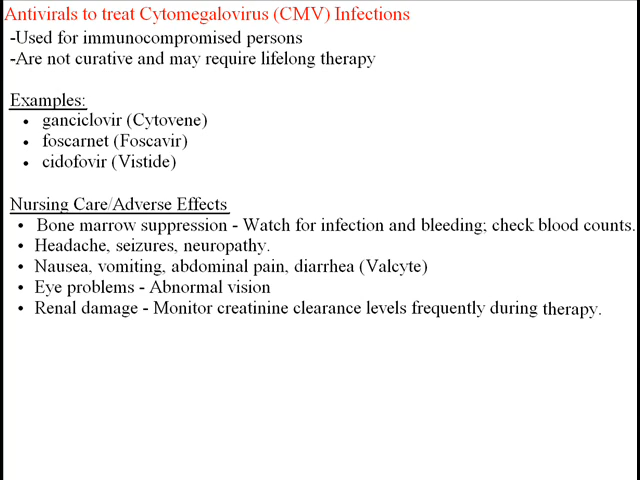 Antivirals to treat Cytomegalovirus (CMV) Infections
-Used for immunocompromised persons
-Are not curative and may require lifelong therapy
Examples:
• ganciclovir (Cytovene)
• foscarnet (Foscavir)
• cidofovir (Vistide)
Nursing Care/Adverse Effects
• Bone marrow suppression - Watch for infection and bleeding; check blood counts.
• Headache, seizures, neuropathy.
• Nausea, vomiting, abdominal pain, diarrhea (Valcyte)
• Eye problems - Abnormal vision
• Renal damage - Monitor creatinine clearance levels frequently during therapy.